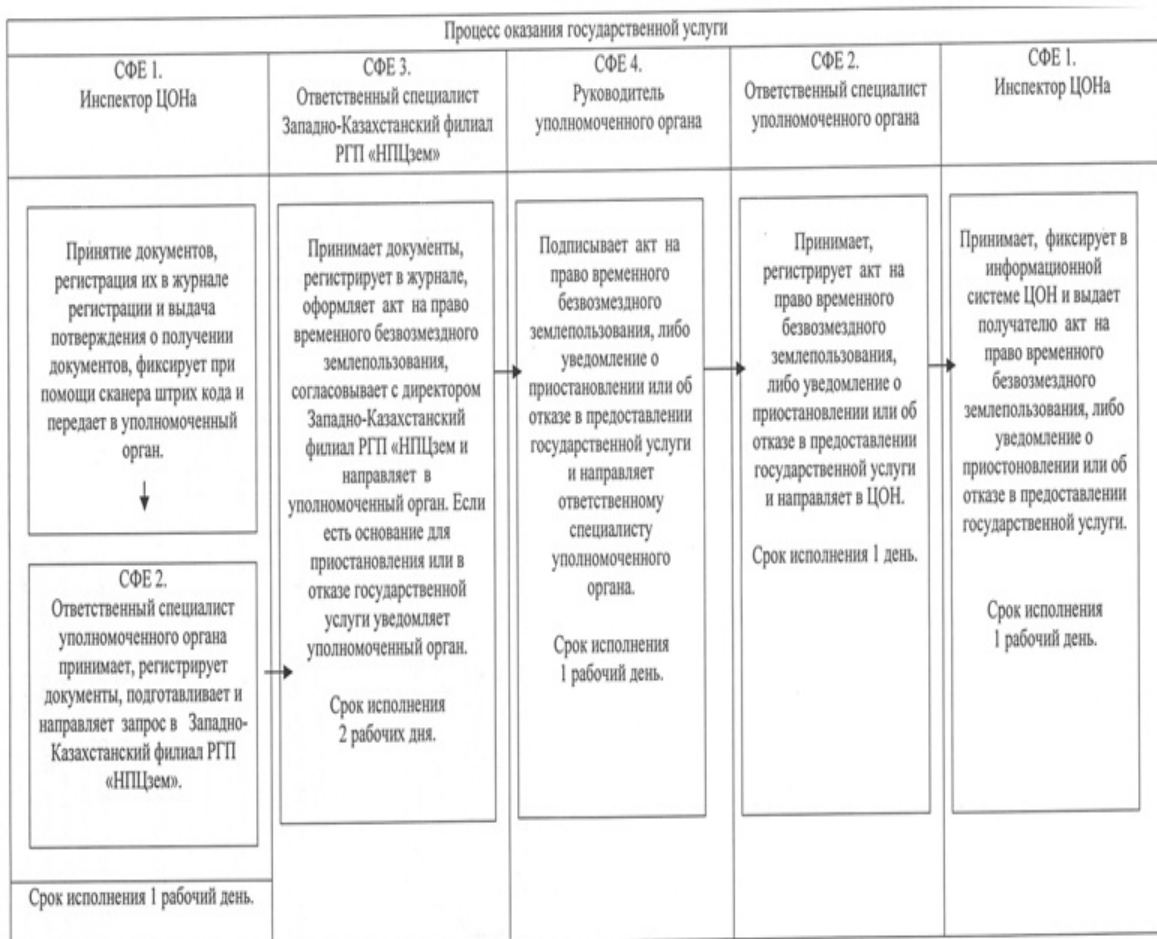 Процесс оказания государственной услуги
СФЕ 1.
Инспектор ЦОНа
СФЕ 3.
Ответственный специалист
Западно-Казахстанский филиал
РГП «НПЦзем»
СФЕ 4.
Руководитель
уполномоченного органа
СФЕ 2.
Ответственный специалист
уполномоченного органа
СФЕ 1.
Инспектор ЦОНа
Принятие документов,
регистрация их в журнале
регистрации и выдача
потверждения о получении
документов, фиксирует при
помощи сканера штрих кода и
передает в уполномоченный
орган.
СФЕ 2.
Ответственный специалист
уполномоченного органа
принимает, регистрирует
документы, подготавливает и
направляет запрос в Западно-
Казахстанский филиал РГП
«НПЦзем».
Срок исполнения 1 рабочий день.
Принимает документы,
регистрирует в журнале,
оформляет акт на право
временного безвозмездного
землепользования,
согласовывает с директором
Западно-Казахстанский
филиал РГП «НПЦзем и
направляет в
уполномоченный орган. Если
есть основание для
приостановления или в
отказе государственной
услуги уведомляет
уполномоченный орган.
Срок исполнения
2 рабочих дня.
Подписывает акт на
право временного
безвозмездного
землепользования, либо
уведомление о
приостановлении или об
отказе в предоставлении
государственной услуги
и направляет
ответственному
специалисту
уполномоченного
органа.
Срок исполнения
1 рабочий день.
Принимает,
регистрирует акт на
право временного
безвозмездного
землепользования,
либо уведомление о
приостановлении или об
отказе в предоставлении
государственной услуги
и направляет в ЦОН.
Срок исполнения 1 день.
Принимает, фиксирует в
информационной
системе ЦОН и выдает
получателю акт на
право временного
безвозмездного
землепользования, либо
уведомление о
приостоновлении или об
отказе в предоставлении
государственной услуги.
Срок исполнения
1 рабочий день.